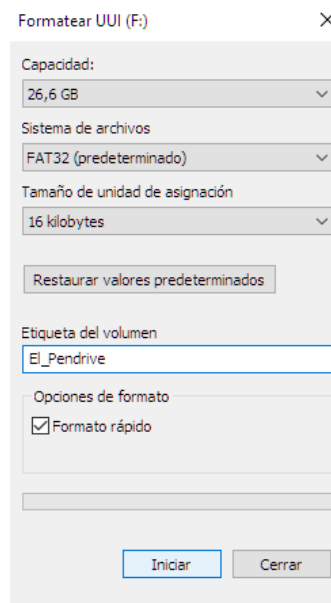 Formatear UUI (F:)
Capacidad:
26,6 GB
Sistema de archivos
FAT32 (predeterminado)
Tamaño de unidad de asignación
16 kilobytes
Restaurar valores predeterminados
Etiqueta del volumen
El_Pendrive
Opciones de formato
Formato rápido
Iniciar Cerrar